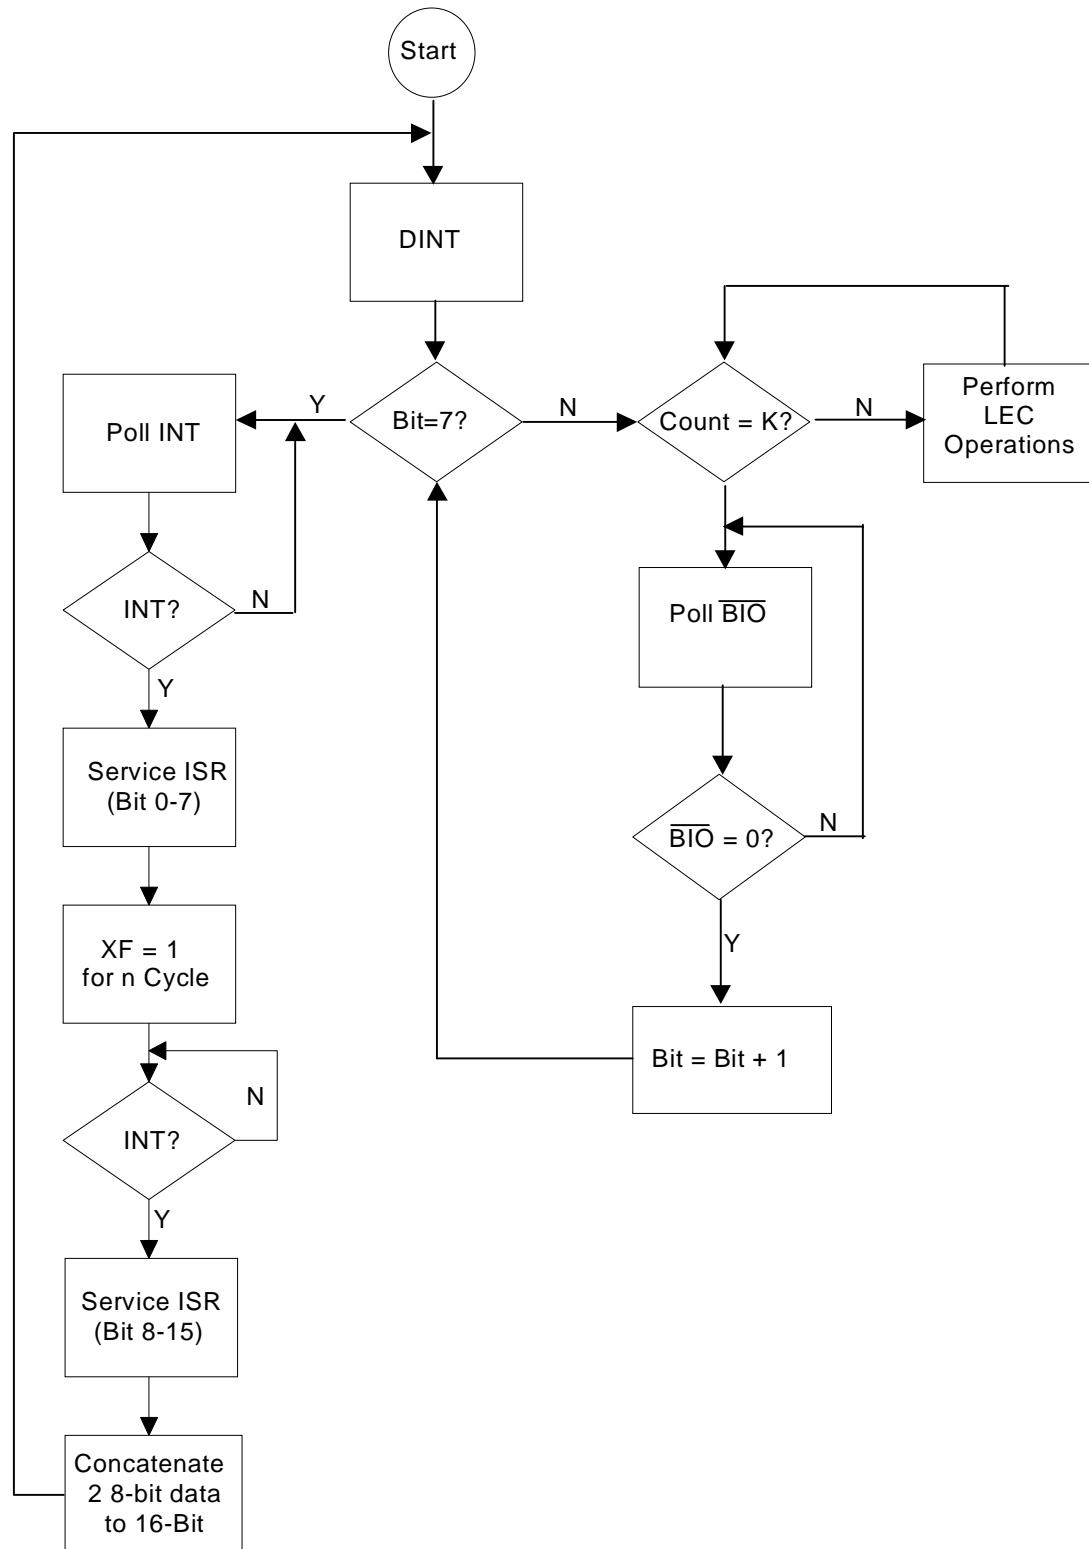 Start
DINT
Bit=7?
Y
N
Poll INT
INT?
N
Y
Service ISR
(Bit 0-7)
XF = 1
for n Cycle
INT?
N
Y
Service ISR
(Bit 8-15)
Concatenate
2 8-bit data
to 16-Bit
Count = K?
N
Perform
LEC
Operations
Poll B̅I̅O̅
B̅I̅O̅ = 0?
N
Y
Bit = Bit + 1